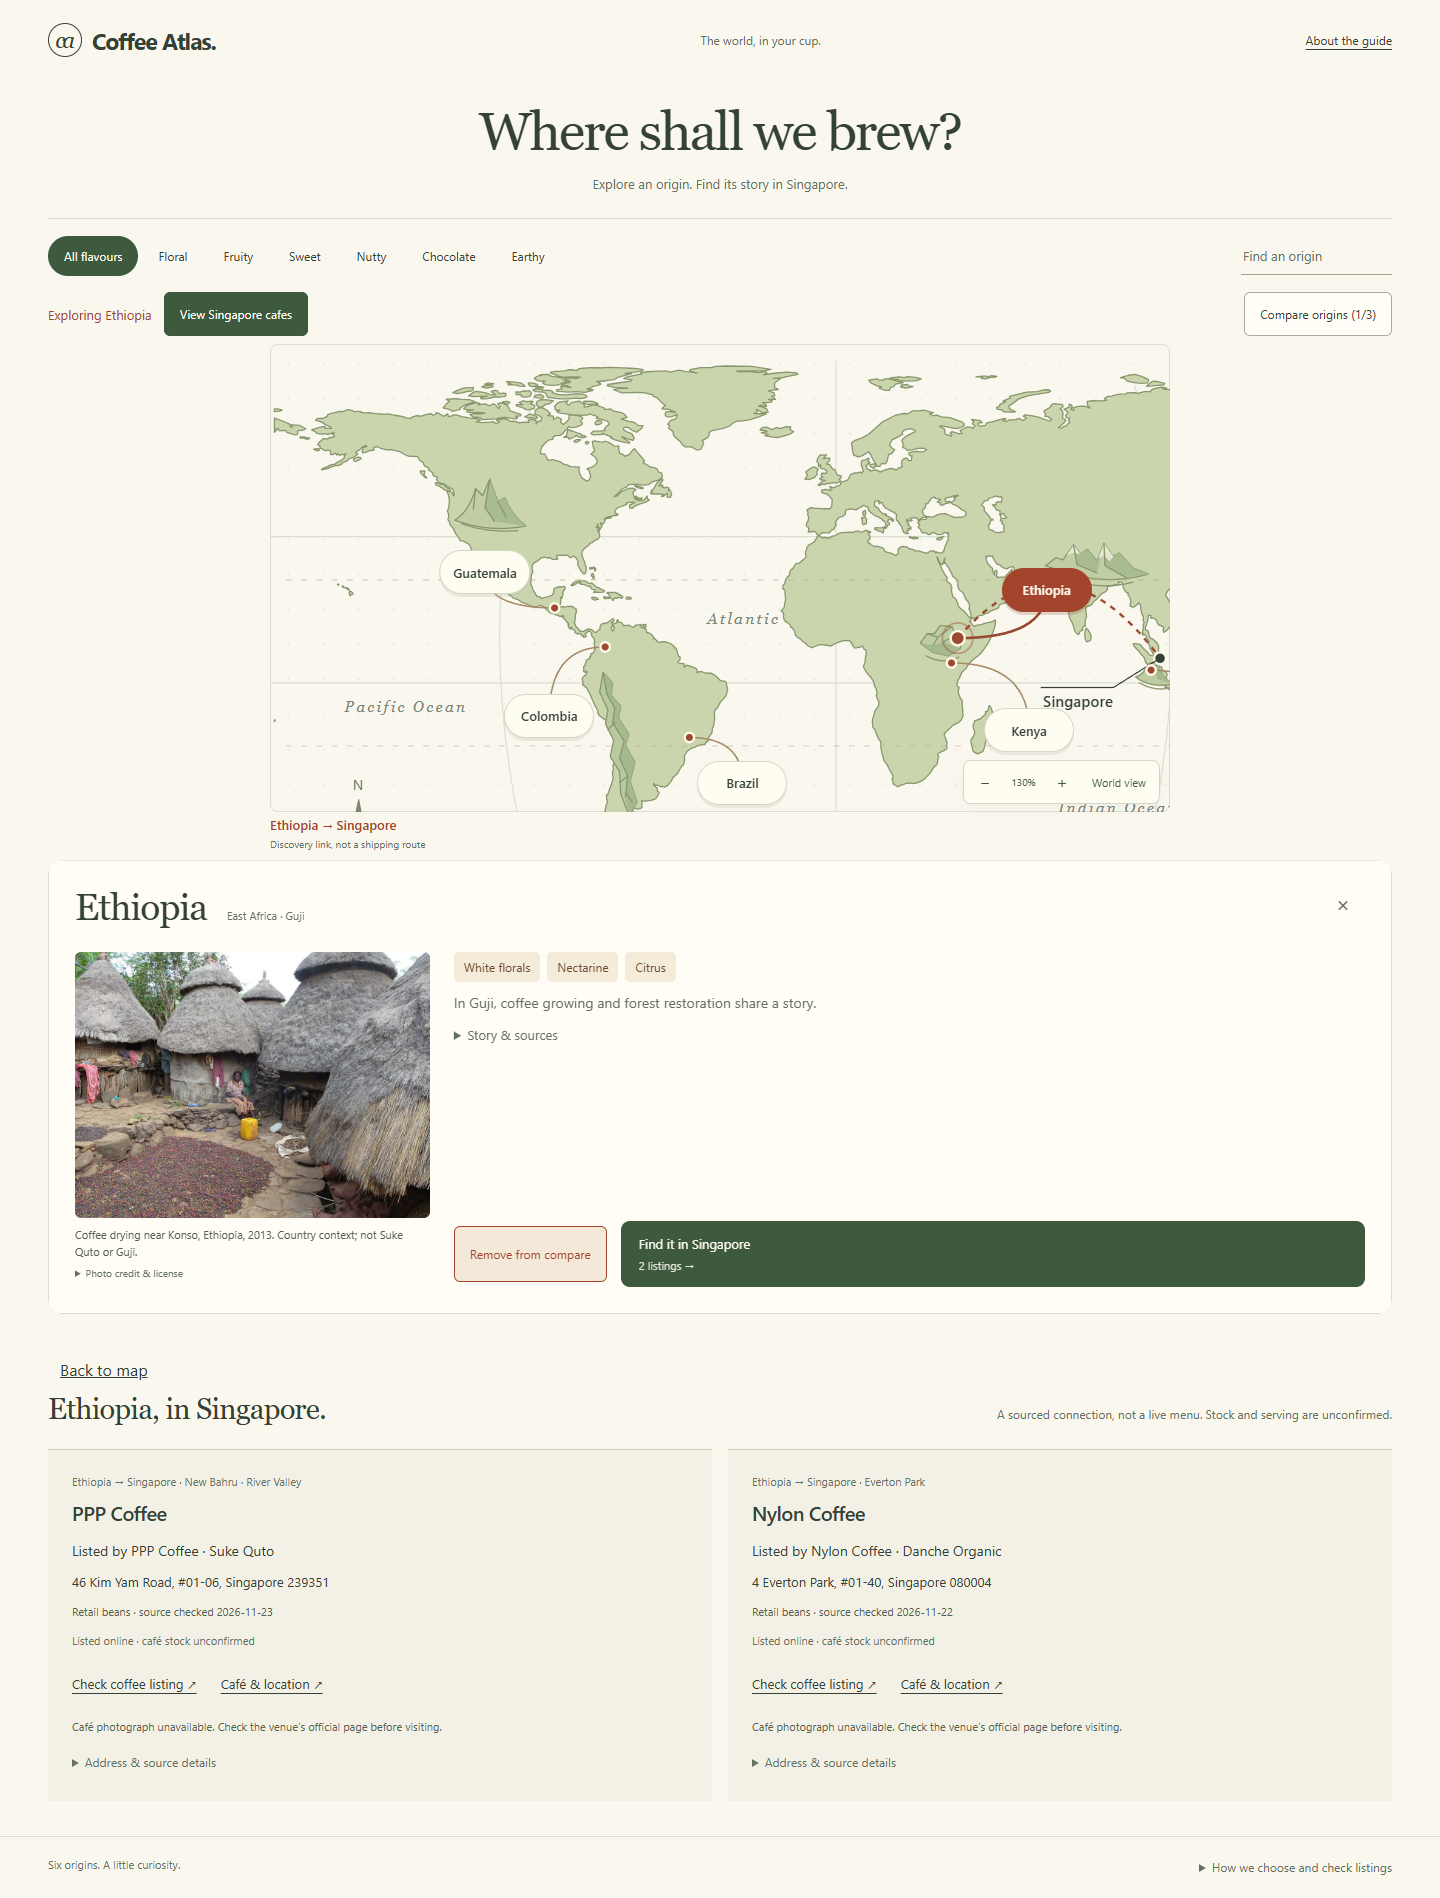 ca Coffee Atlas.
The world, in your cup.
About the guide
Where shall we brew?
Explore an origin. Find its story in Singapore.
All flavours
Floral
Fruity
Sweet
Nutty
Chocolate
Earthy
Find an origin
Exploring Ethiopia
View Singapore cafes
Compare origins (1/3)
Guatemala
Ethiopia
Atlantic
Pacific Ocean
Colombia
Singapore
Kenya
Brazil
N
− 130% + World view
Indian Ocean
Ethiopia → Singapore
Discovery link, not a shipping route
Ethiopia
East Africa · Guji
×
White florals
Nectarine
Citrus
In Guji, coffee growing and forest restoration share a story.
▶ Story & sources
Coffee drying near Konso, Ethiopia, 2013. Country context; not Suke
Quto or Guji.
▶ Photo credit & license
Remove from compare
Find it in Singapore
2 listings →
Back to map
Ethiopia, in Singapore.
A sourced connection, not a live menu. Stock and serving are unconfirmed.
Ethiopia → Singapore · New Bahru · River Valley
PPP Coffee
Listed by PPP Coffee · Suke Quto
46 Kim Yam Road, #01-06, Singapore 239351
Retail beans · source checked 2026-11-23
Listed online · café stock unconfirmed
Check coffee listing ↗
Café & location ↗
Café photograph unavailable. Check the venue's official page before visiting.
▶ Address & source details
Ethiopia → Singapore · Everton Park
Nylon Coffee
Listed by Nylon Coffee · Danche Organic
4 Everton Park, #01-40, Singapore 080004
Retail beans · source checked 2026-11-22
Listed online · café stock unconfirmed
Check coffee listing ↗
Café & location ↗
Café photograph unavailable. Check the venue's official page before visiting.
▶ Address & source details
Six origins. A little curiosity.
▶ How we choose and check listings